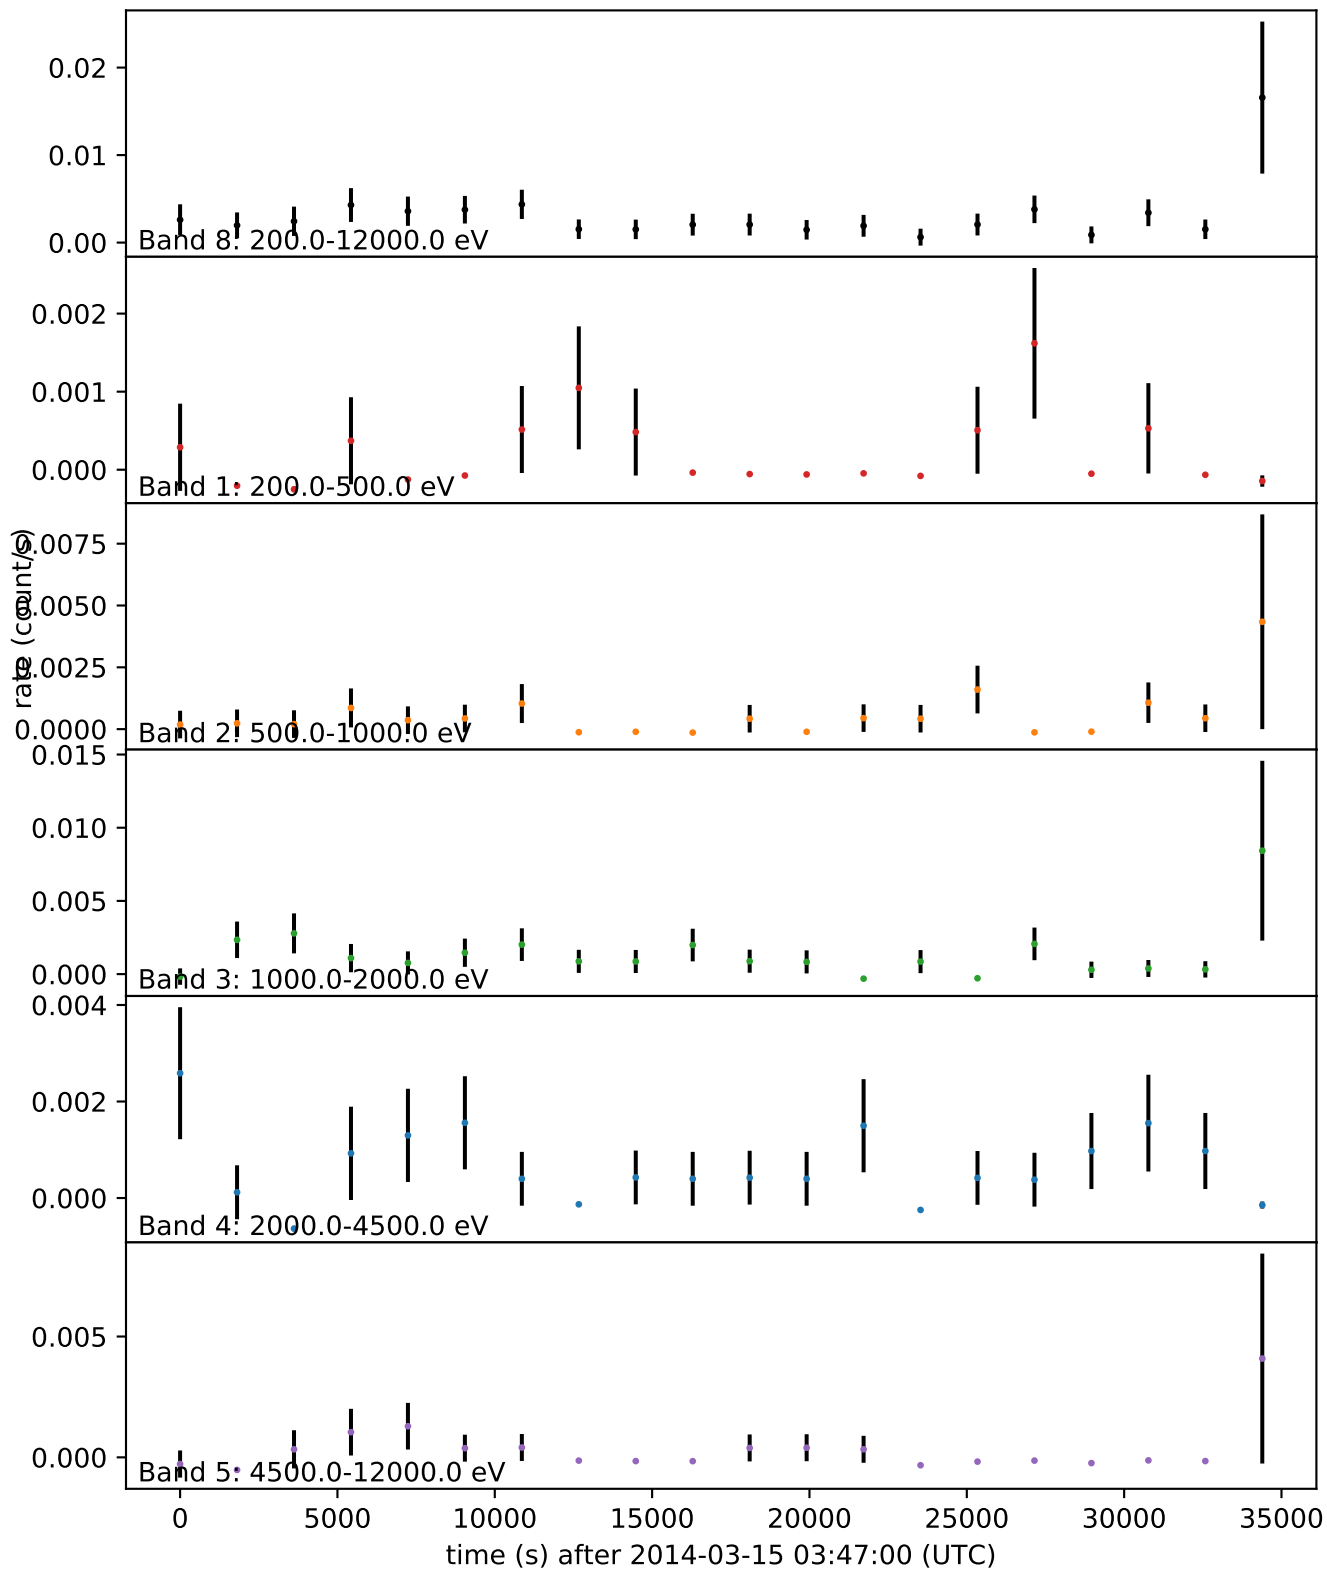 0.02
0.01
0.00
Band 8: 200.0-12000.0 eV
0.002
0.001
0.000
Band 1: 200.0-500.0 eV
rate (count/s)
0.0075
0.0050
0.0025
0.0000
Band 2: 500.0-1000.0 eV
0.015
0.010
0.005
0.000
Band 3: 1000.0-2000.0 eV
0.004
0.002
0.000
Band 4: 2000.0-4500.0 eV
0.005
0.000
Band 5: 4500.0-12000.0 eV
0 5000 10000 15000 20000 25000 30000 35000
time (s) after 2014-03-15 03:47:00 (UTC)